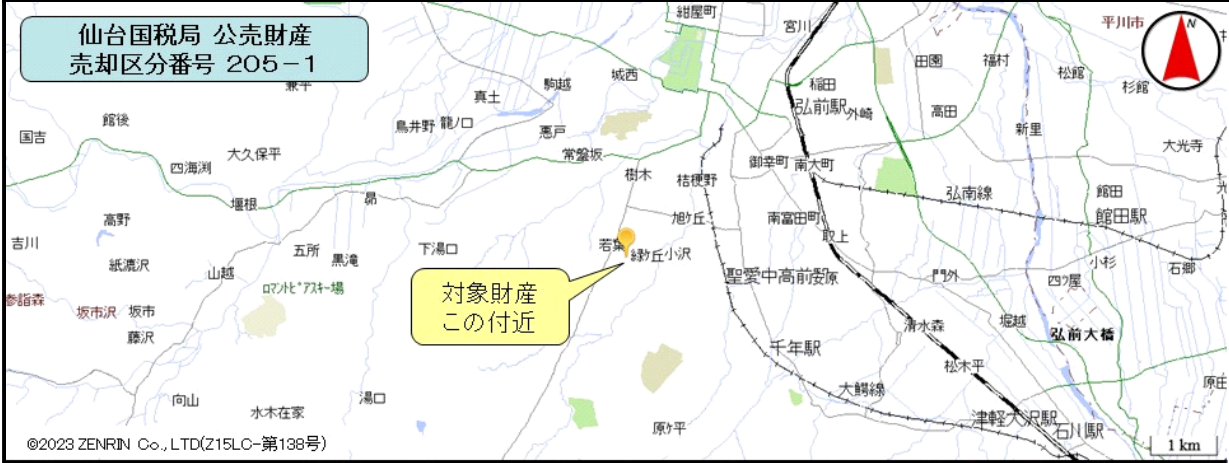 仙台国税局 公売財産
売却区分番号 205-1
紺屋町
宮川
平川市
N
田園
福村
松館
杉館
兼平
真土
駒越
城西
稲田
弘前駅
外崎
高田
新里
館後
国吉
鳥井野
龍ノ口
悪戸
大光寺
四海渕
大久保平
常盤坂
樹木
桔梗野
御幸町
南大町
弘南線
館田
館田駅
堰根
昴
高野
旭ケ丘
南富田町
取上
吉川
紙漉沢
五所
黒滝
下湯口
若葉
緑ケ丘
小沢
山越
ロマントピアスキー場
聖愛中高前駅
安原
門外
小杉
四ツ屋
石郷
対象財産
この付近
参詣森
坂市沢
坂市
藤沢
清水森
堀越
弘前大橋
千年駅
松木平
大鰐線
原田
向山
水木在家
湯口
原ケ平
津軽大沢駅
石川駅
©2023 ZENRIN Co., LTD(Z15LC-第138号)
1 km